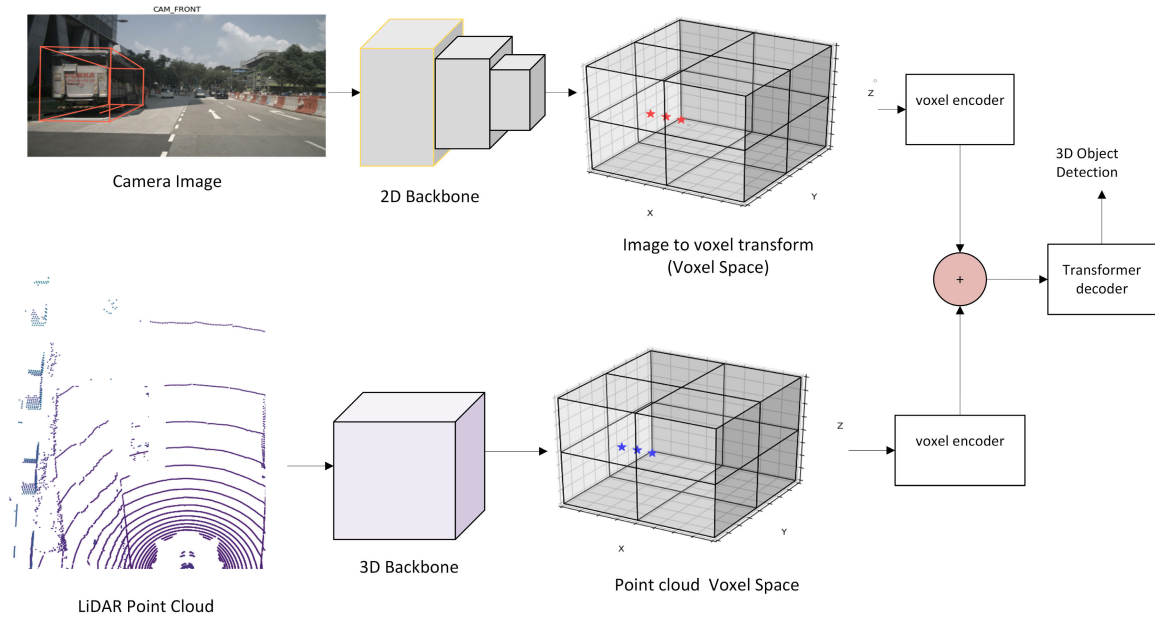 CAM_FRONT
Camera Image
2D Backbone
X
Y
Z
Image to voxel transform
(Voxel Space)
voxel encoder
3D Object
Detection
+
Transformer
decoder
LiDAR Point Cloud
3D Backbone
X
Y
Z
Point cloud  Voxel Space
voxel encoder